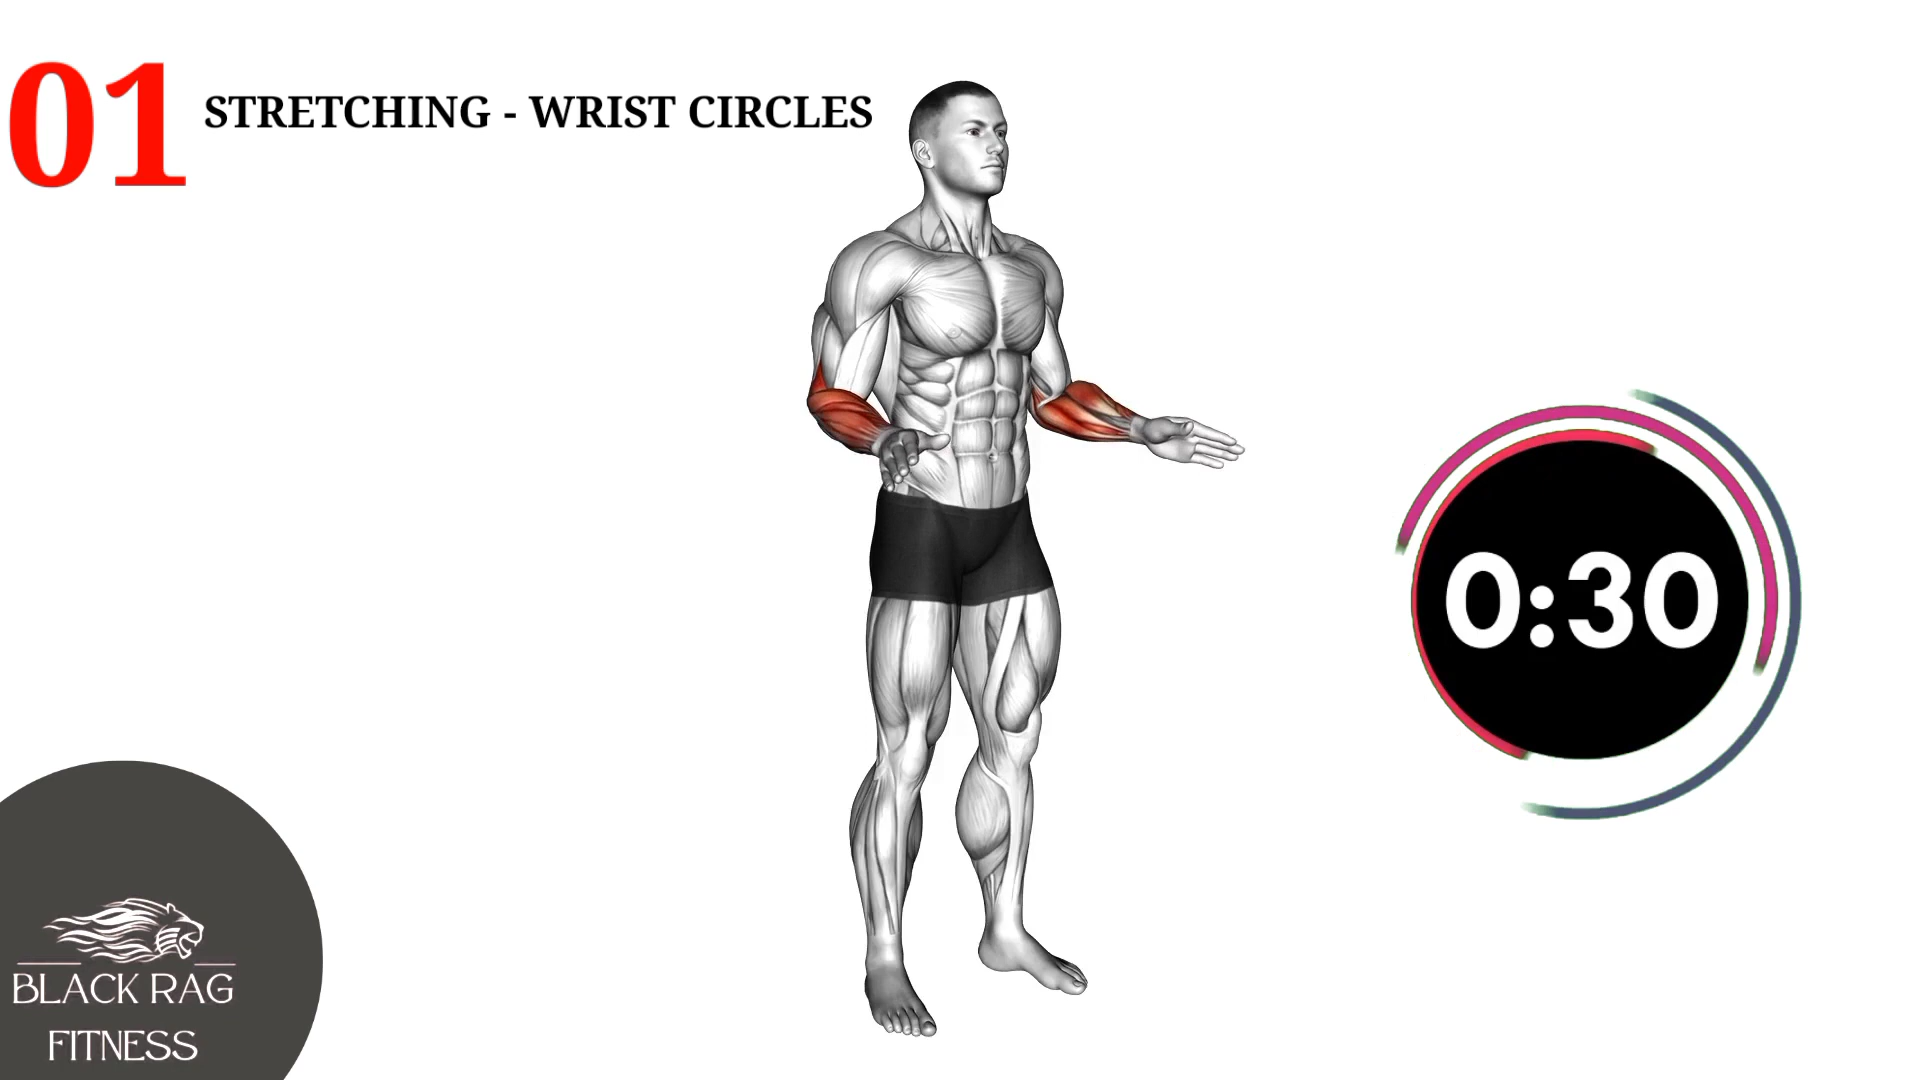 01
STRETCHING - WRIST CIRCLES
0:30
BLACK RAG
FITNESS